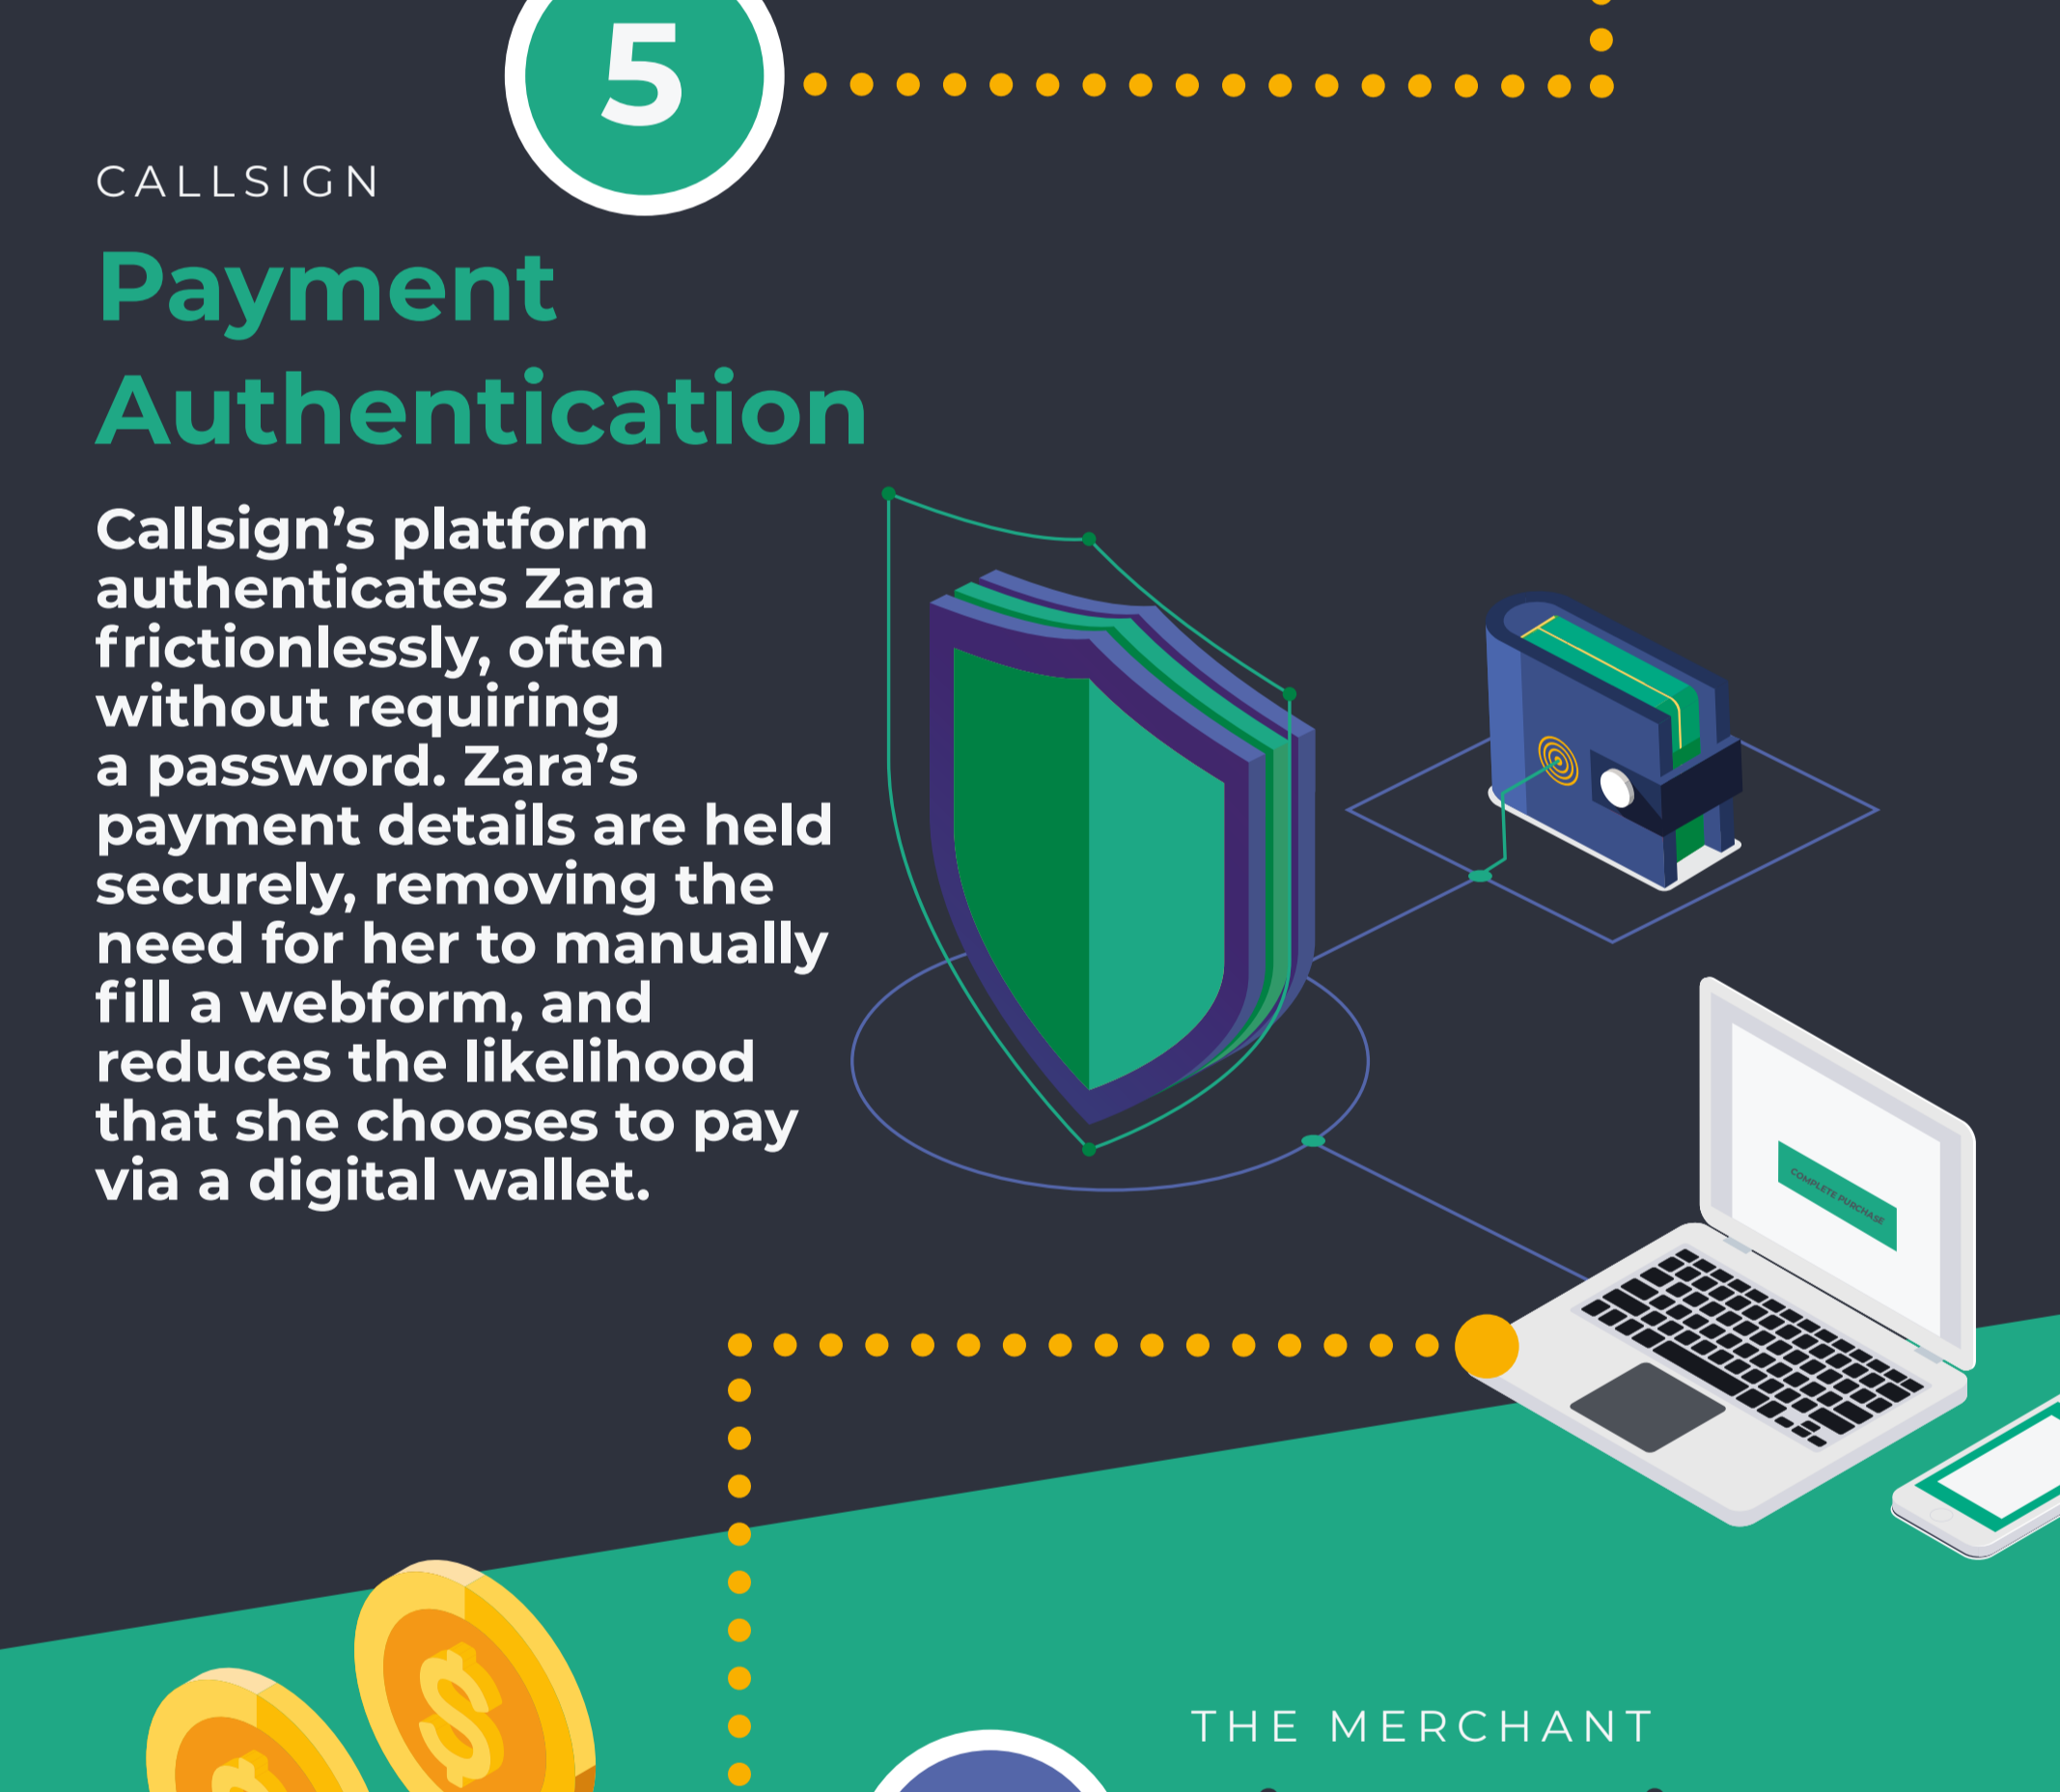 5
CALLSIGN
Payment
Authentication
Callsign’s platform
authenticates Zara
frictionlessly, often
without requiring
a password. Zara’s
payment details are held
securely, removing the
need for her to manually
fill a webform, and
reduces the likelihood
that she chooses to pay
via a digital wallet.
COMPLETE PURCHASE
$
$
THE MERCHANT